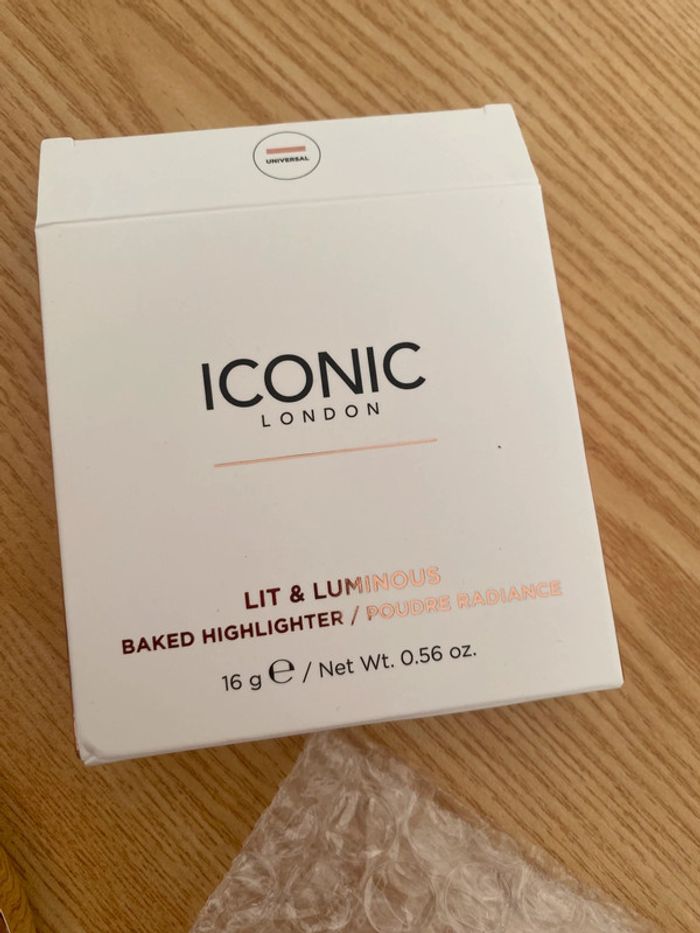 UNIVERSAL
ICONIC
LONDON
LIT & LUMINOUS
BAKED HIGHLIGHTER / POUDRE RADIANCE
16 g ℮ / Net Wt. 0.56 oz.